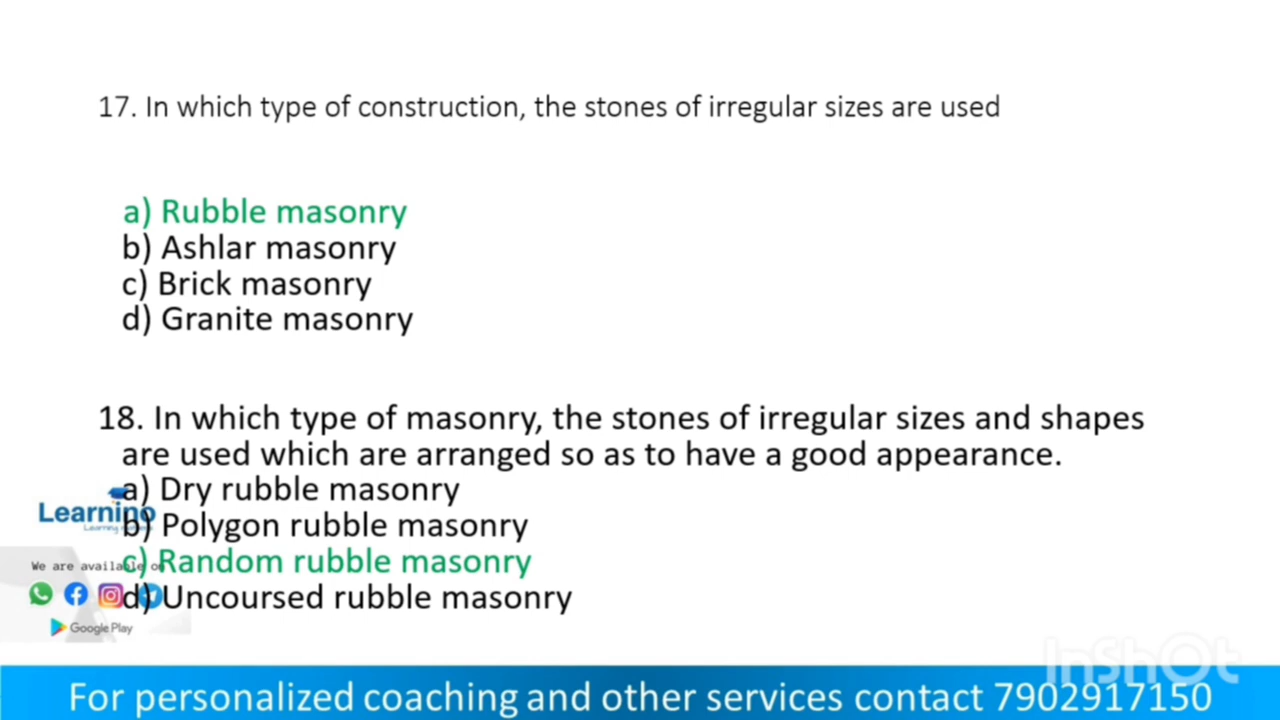 17. In which type of construction, the stones of irregular sizes are used
a) Rubble masonry
b) Ashlar masonry
c) Brick masonry
d) Granite masonry
18. In which type of masonry, the stones of irregular sizes and shapes
are used which are arranged so as to have a good appearance.
a) Dry rubble masonry
Learnino
b) Polygon rubble masonry
We are available on
c) Random rubble masonry
d) Uncoursed rubble masonry
Google Play
InShOt
For personalized coaching and other services contact 7902917150